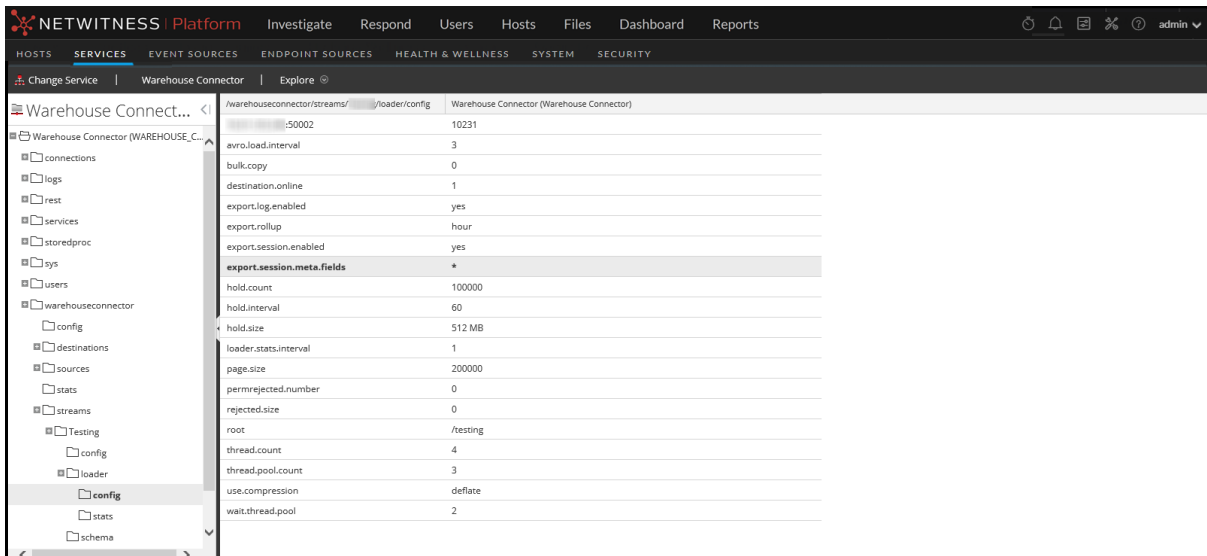 NETWITNESS | Platform Investigate Respond Users Hosts Files Dashboard Reports admin
HOSTS SERVICES EVENT SOURCES ENDPOINT SOURCES HEALTH & WELLNESS SYSTEM SECURITY
Change Service | Warehouse Connector | Explore
Warehouse Connect...
Warehouse Connector (WAREHOUSE_C...
connections
logs
rest
services
storedproc
sys
users
warehouseconnector
config
destinations
sources
stats
streams
Testing
config
loader
config
stats
schema
/warehouseconnector/streams/ /loader/config Warehouse Connector (Warehouse Connector)
:50002 10231
avro.load.interval 3
bulk.copy 0
destination.online 1
export.log.enabled yes
export.rollup hour
export.session.enabled yes
export.session.meta.fields *
hold.count 100000
hold.interval 60
hold.size 512 MB
loader.stats.interval 1
page.size 200000
permrejected.number 0
rejected.size 0
root /testing
thread.count 4
thread.pool.count 3
use.compression deflate
wait.thread.pool 2